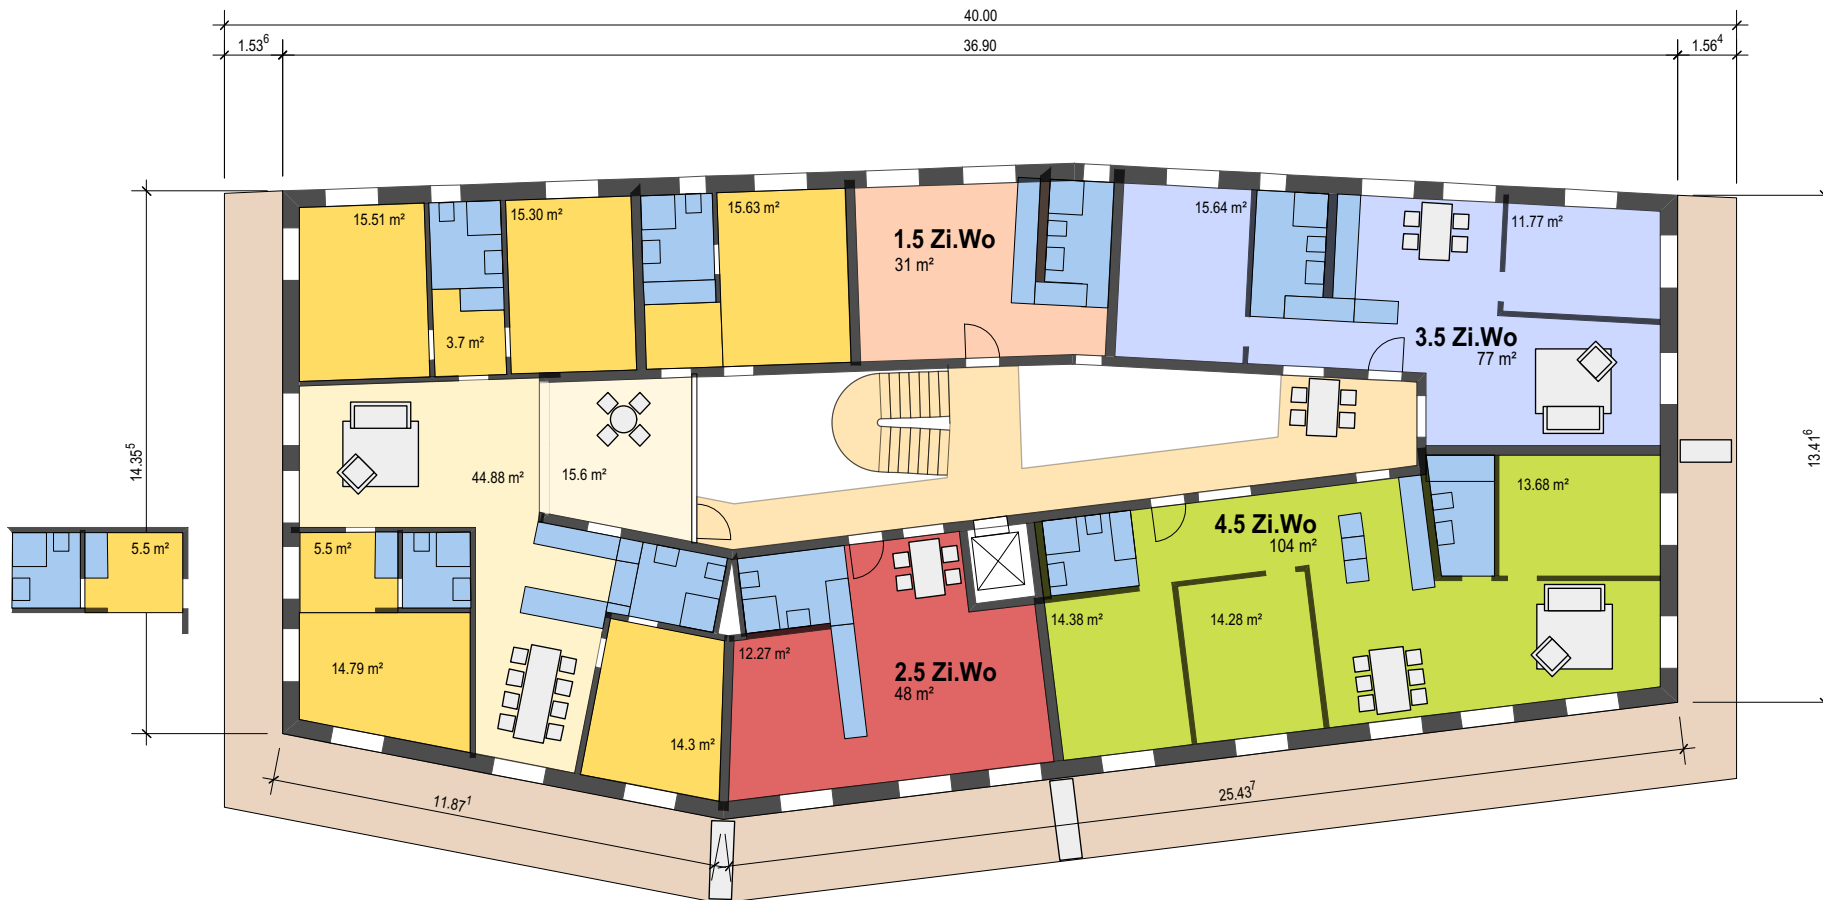 40.00
1.53⁶
36.90
1.56⁴
15.51 m²
15.30 m²
15.63 m²
1.5 Zi.Wo
31 m²
15.64 m²
11.77 m²
3.7 m²
3.5 Zi.Wo
77 m²
14.35⁵
13.41⁶
44.88 m²
15.6 m²
13.68 m²
4.5 Zi.Wo
104 m²
5.5 m²
5.5 m²
14.79 m²
14.3 m²
12.27 m²
2.5 Zi.Wo
48 m²
14.38 m²
14.28 m²
11.87¹
25.43⁷